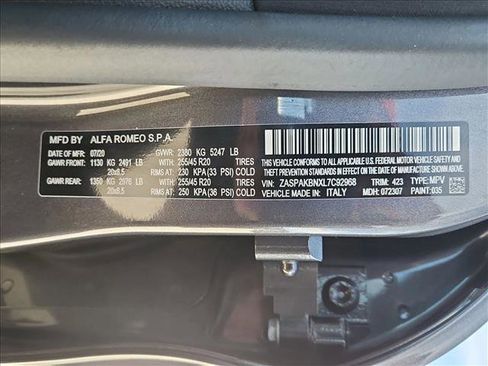 MFD BY ALFA ROMEO S.P.A.
DATE OF MFR: 07/20 GVWR: 2380 KG 5247 LB
GAWR FRONT: 1130 KG 2491 LB WITH: 255/45 R20 TIRES
20x8.5 RIMS AT: 230 KPA (33 PSI) COLD
GAWR REAR: 1350 KG 2976 LB WITH: 255/45 R20 TIRES
20x8.5 RIMS AT: 250 KPA (36 PSI) COLD
THIS VEHICLE CONFORMS TO ALL APPLICABLE FEDERAL MOTOR VEHICLE SAFETY, BUMPER, AND
THEFT PREVENTION STANDARDS IN EFFECT ON THE DATE OF MANUFACTURE SHOWN ABOVE
VIN: ZASPAKBNXL7C92968 TYPE: MPV
VEHICLE MADE IN: ITALY MDH: 072307 TRIM: 423 PAINT: 035